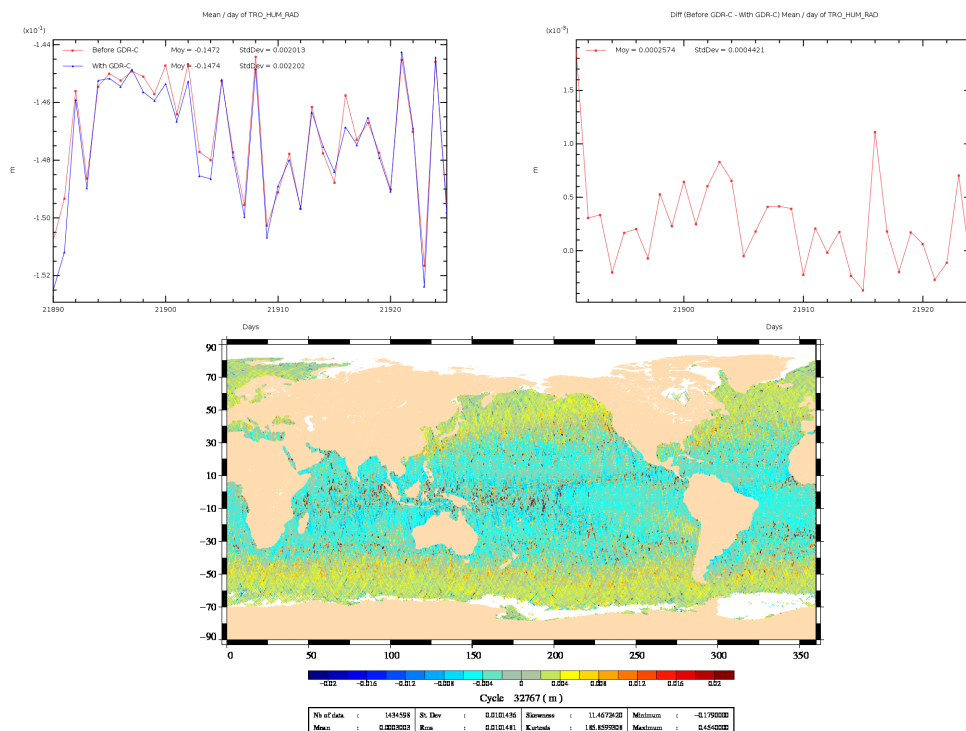 Mean / day of TRO_HUM_RAD
(x10⁻¹)
Before GDR-C Moy = -0.1472 StdDev = 0.002013
With GDR-C Moy = -0.1474 StdDev = 0.002202
-1.44
-1.46
-1.48
-1.50
-1.52
m
21890 21900 21910 21920
Days
Diff (Before GDR-C - With GDR-C) Mean / day of TRO_HUM_RAD
Moy = 0.0002574 StdDev = 0.0004421
1.5
1.0
0.5
0.0
m
21900 21910 21920
Days
90
70
50
30
10
-10
-30
-50
-70
-90
0 50 100 150 200 250 300 350
-0.02 -0.016 -0.012 -0.008 -0.004 0 0.004 0.008 0.012 0.016 0.02
Cycle 32767 ( m )
Nb of data : 1434598 St. Dev : 0.0101436 Skewness : 11.4672420 Minimum : -0.1790000
Mean : 0.0003003 Rms : 0.0101481 Kurtosis : 185.8599308 Maximum : 0.4540000